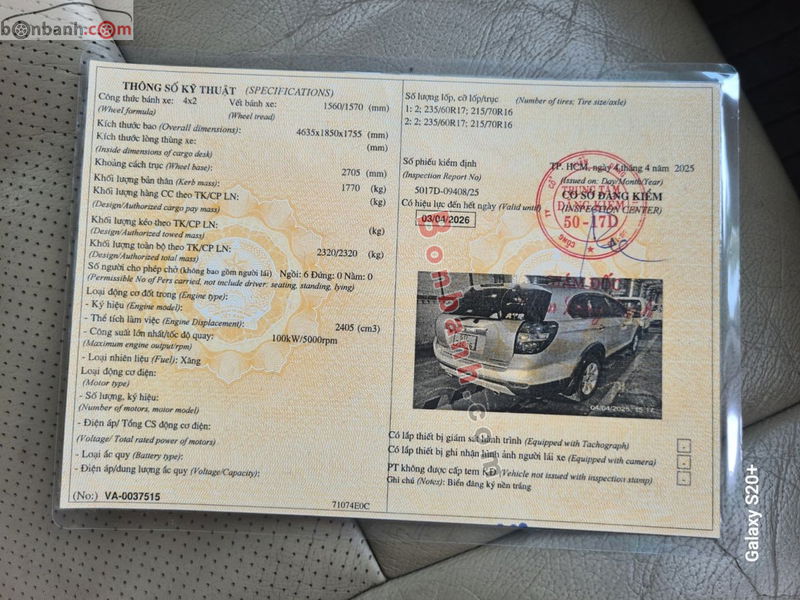 bonbanh.com
THÔNG SỐ KỸ THUẬT (SPECIFICATIONS)
Công thức bánh xe: 4x2 Vết bánh xe: 1560/1570 (mm)
(Wheel formula) (Wheel tread)
Kích thước bao (Overall dimensions): 4635x1850x1755 (mm)
Kích thước lòng thùng xe: (mm)
(Inside dimensions of cargo desk)
Khoảng cách trục (Wheel base): 2705 (mm)
Khối lượng bản thân (Kerb mass): 1770 (kg)
Khối lượng hàng CC theo TK/CP LN: (kg)
(Design/Authorized cargo pay mass)
Khối lượng kéo theo TK/CP LN: (kg)
(Design/Authorized towed mass)
Khối lượng toàn bộ theo TK/CP LN: 2320/2320 (kg)
(Design/Authorized total mass)
Số người cho phép chở (không bao gồm người lái) Ngồi: 6 Đứng: 0 Nằm: 0
(Permissible No of Pers carried, not include driver: seating, standing, lying)
Loại động cơ đốt trong (Engine type):
- Ký hiệu (Engine model):
- Thể tích làm việc (Engine Displacement): 2405 (cm3)
- Công suất lớn nhất/tốc độ quay: 100kW/5000rpm
(Maximum engine output/rpm)
- Loại nhiên liệu (Fuel): Xăng
Loại động cơ điện:
(Motor type)
- Số lượng, ký hiệu:
(Number of motors, motor model)
- Điện áp/ Tổng CS động cơ điện:
(Voltage/ Total rated power of motors)
- Loại ắc quy (Battery type):
- Điện áp/dung lượng ắc quy (Voltage/Capacity):
(No:) VA-0037515
71074E0C
Số lượng lốp, cỡ lốp/trục (Number of tires; Tire size/axle)
1: 2; 235/60R17; 215/70R16
2: 2; 235/60R17; 215/70R16
Số phiếu kiểm định
(Inspection Report No)
5017D-09408/25
TP. HCM, ngày 4 tháng 4 năm 2025
(Issued on: Day/Month/Year)
CƠ SỞ ĐĂNG KIỂM
(INSPECTION CENTER)
Có hiệu lực đến hết ngày (Valid until)
03/04/2026
TRUNG TÂM
ĐĂNG KIỂM
50-17D
GIÁM ĐỐC
Bonbanh.com
04/04/2025, 15:17
Có lắp thiết bị giám sát hành trình (Equipped with Tachograph)
Có lắp thiết bị ghi nhận hình ảnh người lái xe (Equipped with camera)
PT không được cấp tem KĐ (Vehicle not issued with inspection stamp)
Ghi chú (Notes): Biển đăng ký nền trắng
Galaxy S20+